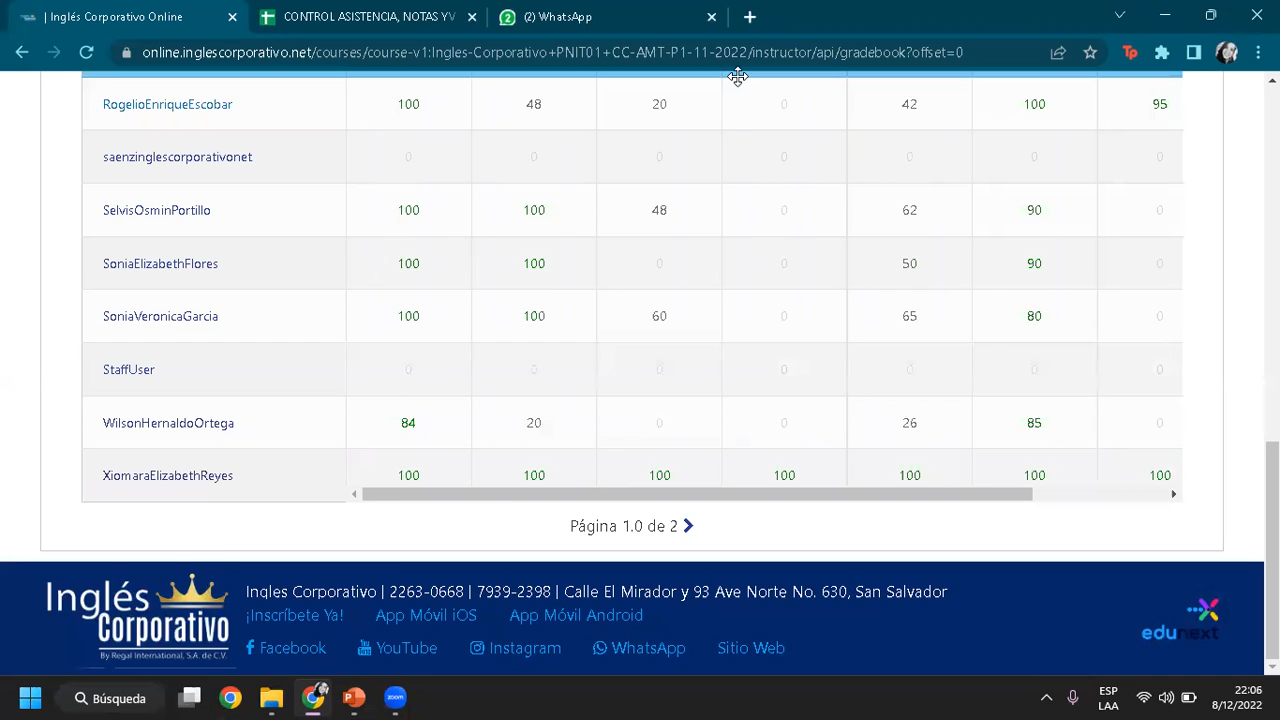 | Inglés Corporativo Online
CONTROL ASISTENCIA, NOTAS Y V
(2) WhatsApp
online.inglescorporativo.net/courses/course-v1:Ingles-Corporativo+PNIT01+CC-AMT-P1-11-2022/instructor/api/gradebook?offset=0
RogelioEnriqueEscobar 100 48 20 0 42 100 95
saenzinglescorporativonet 0 0 0 0 0 0 0
SelvisOsminPortillo 100 100 48 0 62 90 0
SoniaElizabethFlores 100 100 0 0 50 90 0
SoniaVeronicaGarcia 100 100 60 0 65 80 0
StaffUser 0 0 0 0 0 0 0
WilsonHernaldoOrtega 84 20 0 0 26 85 0
XiomaraElizabethReyes 100 100 100 100 100 100 100
Página 1.0 de 2
Inglés Corporativo
By Regal International, S.A. de C.V.
Ingles Corporativo | 2263-0668 | 7939-2398 | Calle El Mirador y 93 Ave Norte No. 630, San Salvador
¡Inscríbete Ya! App Móvil iOS App Móvil Android
Facebook YouTube Instagram WhatsApp Sitio Web
edunext
Búsqueda
zoom
ESP
LAA
22:06
8/12/2022